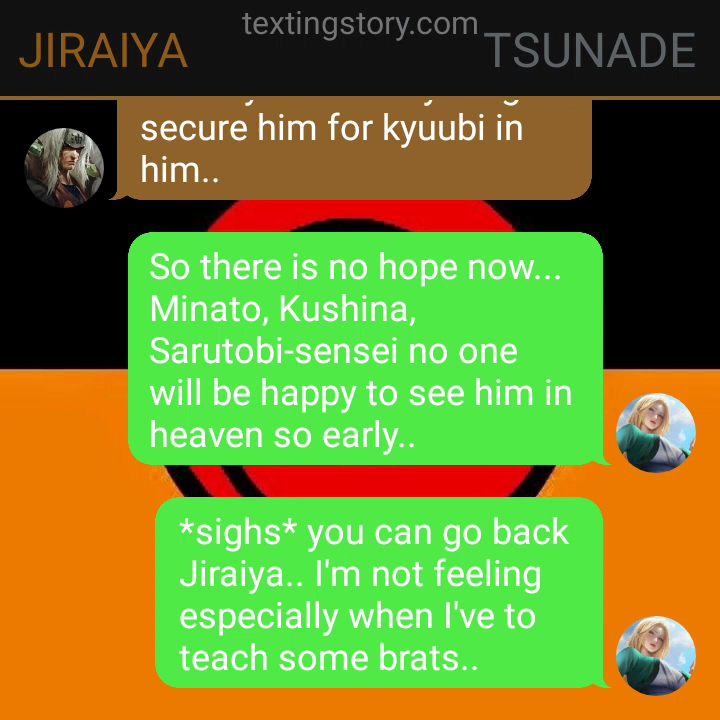 textingstory.com
JIRAIYA
TSUNADE
secure him for kyuubi in
him..
So there is no hope now...
Minato, Kushina,
Sarutobi-sensei no one
will be happy to see him in
heaven so early..
*sighs* you can go back
Jiraiya.. I'm not feeling
especially when I've to
teach some brats..